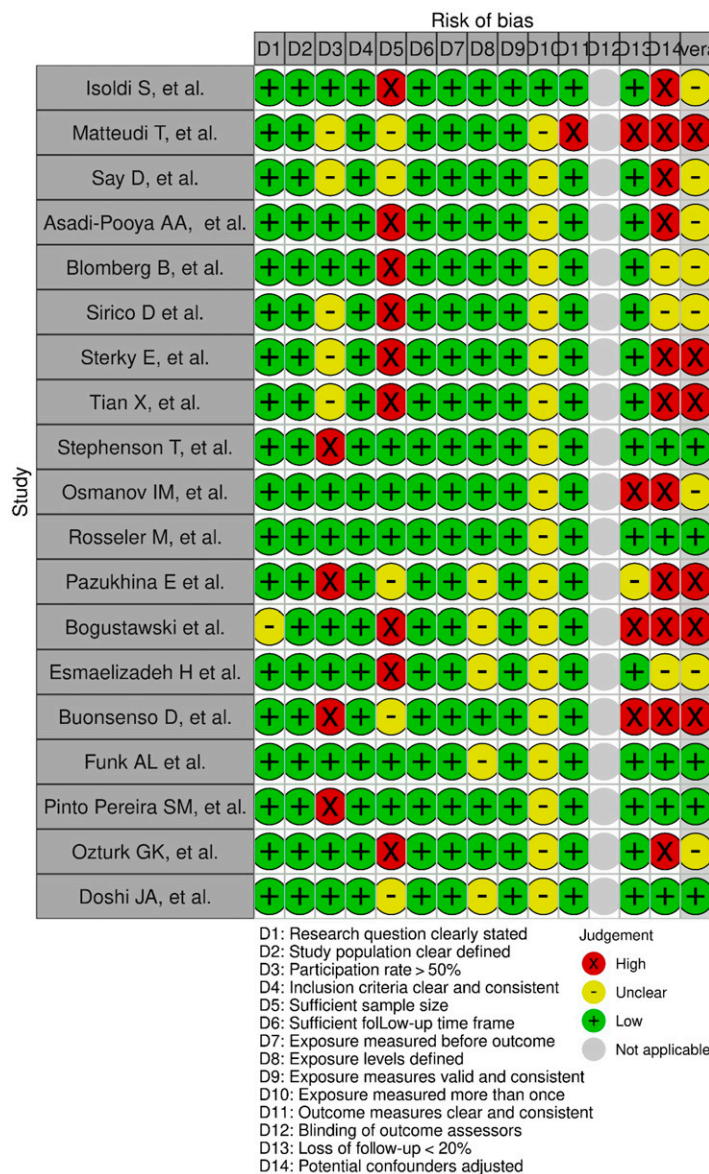 Risk of bias
D1 D2 D3 D4 D5 D6 D7 D8 D9 D10 D11 D12 D13 D14 vera
Study
Isoldi S, et al. + + + + X + + + + + + + X -
Matteudi T, et al. + + - + - + + + + - X X X X
Say D, et al. + + - + - + + + + - + + X -
Asadi-Pooya AA, et al. + + + + X + + + + - + + X -
Blomberg B, et al. + + + + X + + + + - + + - -
Sirico D et al. + + - + X + + + + - + + - -
Sterky E, et al. + + - + X + + + + - + + X X
Tian X, et al. + + - + X + + + + - + + X X
Stephenson T, et al. + + X + + + + + + - + + + +
Osmanov IM, et al. + + + + + + + + + - + X X -
Rosseler M, et al. + + + + + + + + + - + + + +
Pazukhina E et al. + + X + - + + - + - + - X X
Bogustawski et al. - + + + X + + - + - + X X X
Esmaelizadeh H et al. + + + + X + + - + - + + - -
Buonsenso D, et al. + + X + - + + + + - + X X X
Funk AL et al. + + + + + + + - + - + + + +
Pinto Pereira SM, et al. + + X + + + + + + - + + + +
Ozturk GK, et al. + + + + X + + + + - + + X -
Doshi JA, et al. + + + + - + + - + - + + + +
D1: Research question clearly stated
D2: Study population clear defined
D3: Participation rate > 50%
D4: Inclusion criteria clear and consistent
D5: Sufficient sample size
D6: Sufficient folLow-up time frame
D7: Exposure measured before outcome
D8: Exposure levels defined
D9: Exposure measures valid and consistent
D10: Exposure measured more than once
D11: Outcome measures clear and consistent
D12: Blinding of outcome assessors
D13: Loss of follow-up < 20%
D14: Potential confounders adjusted
Judgement
X High
- Unclear
+ Low
Not applicable